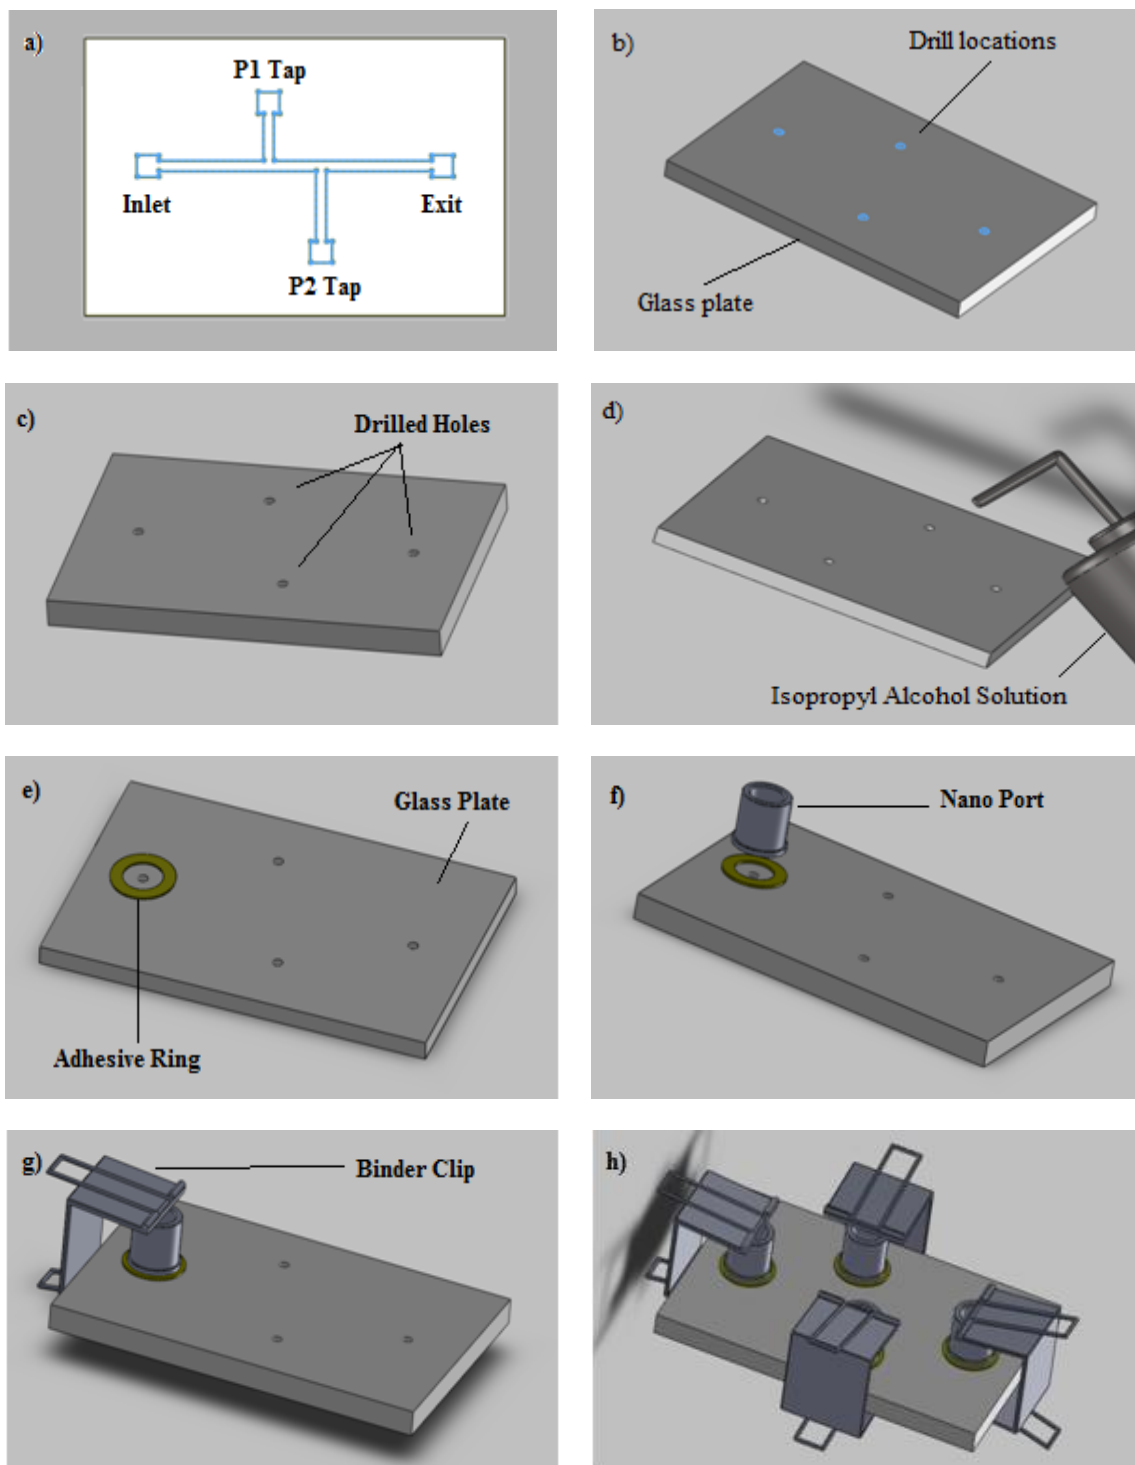 a)
P1 Tap
Inlet
Exit
P2 Tap
b)
Drill locations
Glass plate
c)
Drilled Holes
d)
Isopropyl Alcohol Solution
e)
Glass Plate
Adhesive Ring
f)
Nano Port
g)
Binder Clip
h)